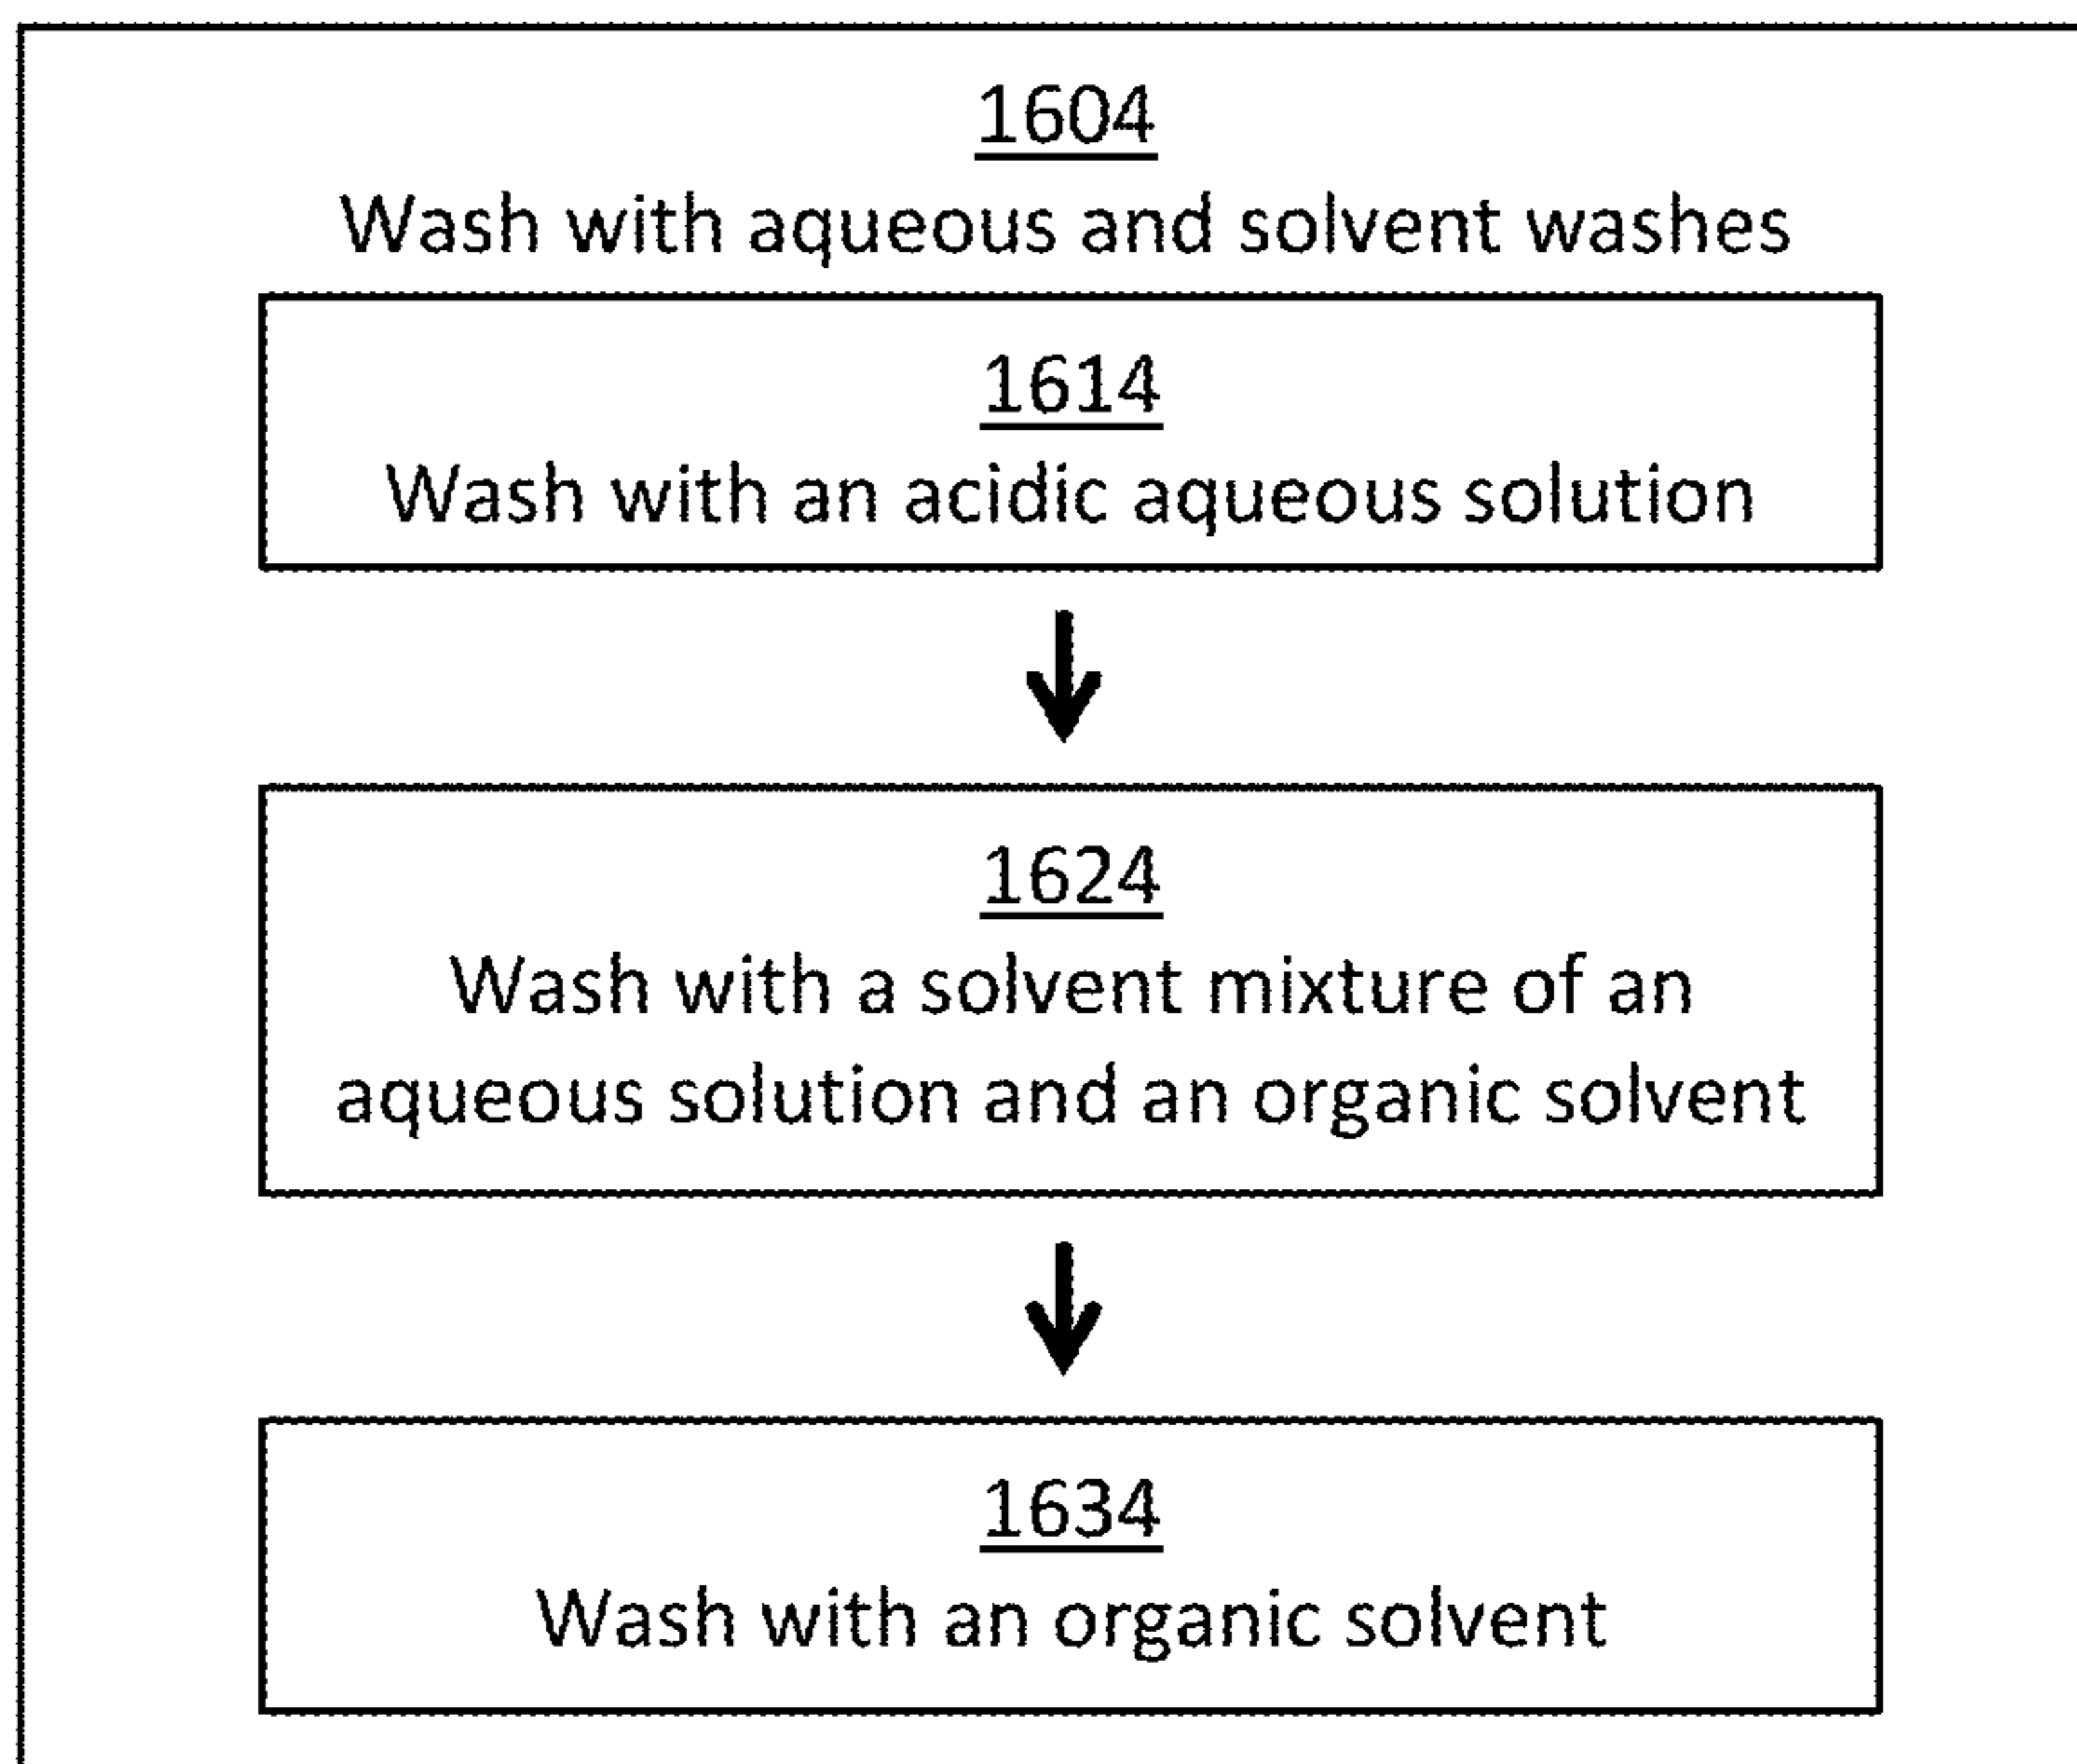 1604
Wash with aqueous and solvent washes
1614
Wash with an acidic aqueous solution
1624
Wash with a solvent mixture of an
aqueous solution and an organic solvent
1634
Wash with an organic solvent